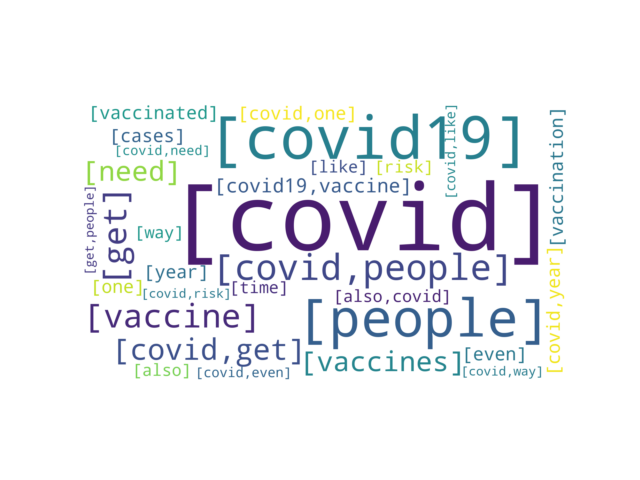 [vaccinated]
[covid,one]
[covid19]
[covid,like]
[vaccination]
[cases]
[covid,need]
[need]
[like]
[risk]
[covid19,vaccine]
[covid]
[get,people]
[get]
[way]
[year]
[covid,people]
[covid,year]
[one]
[covid,risk]
[time]
[also,covid]
[vaccine]
[people]
[covid,get]
[vaccines]
[even]
[also]
[covid,even]
[covid,way]